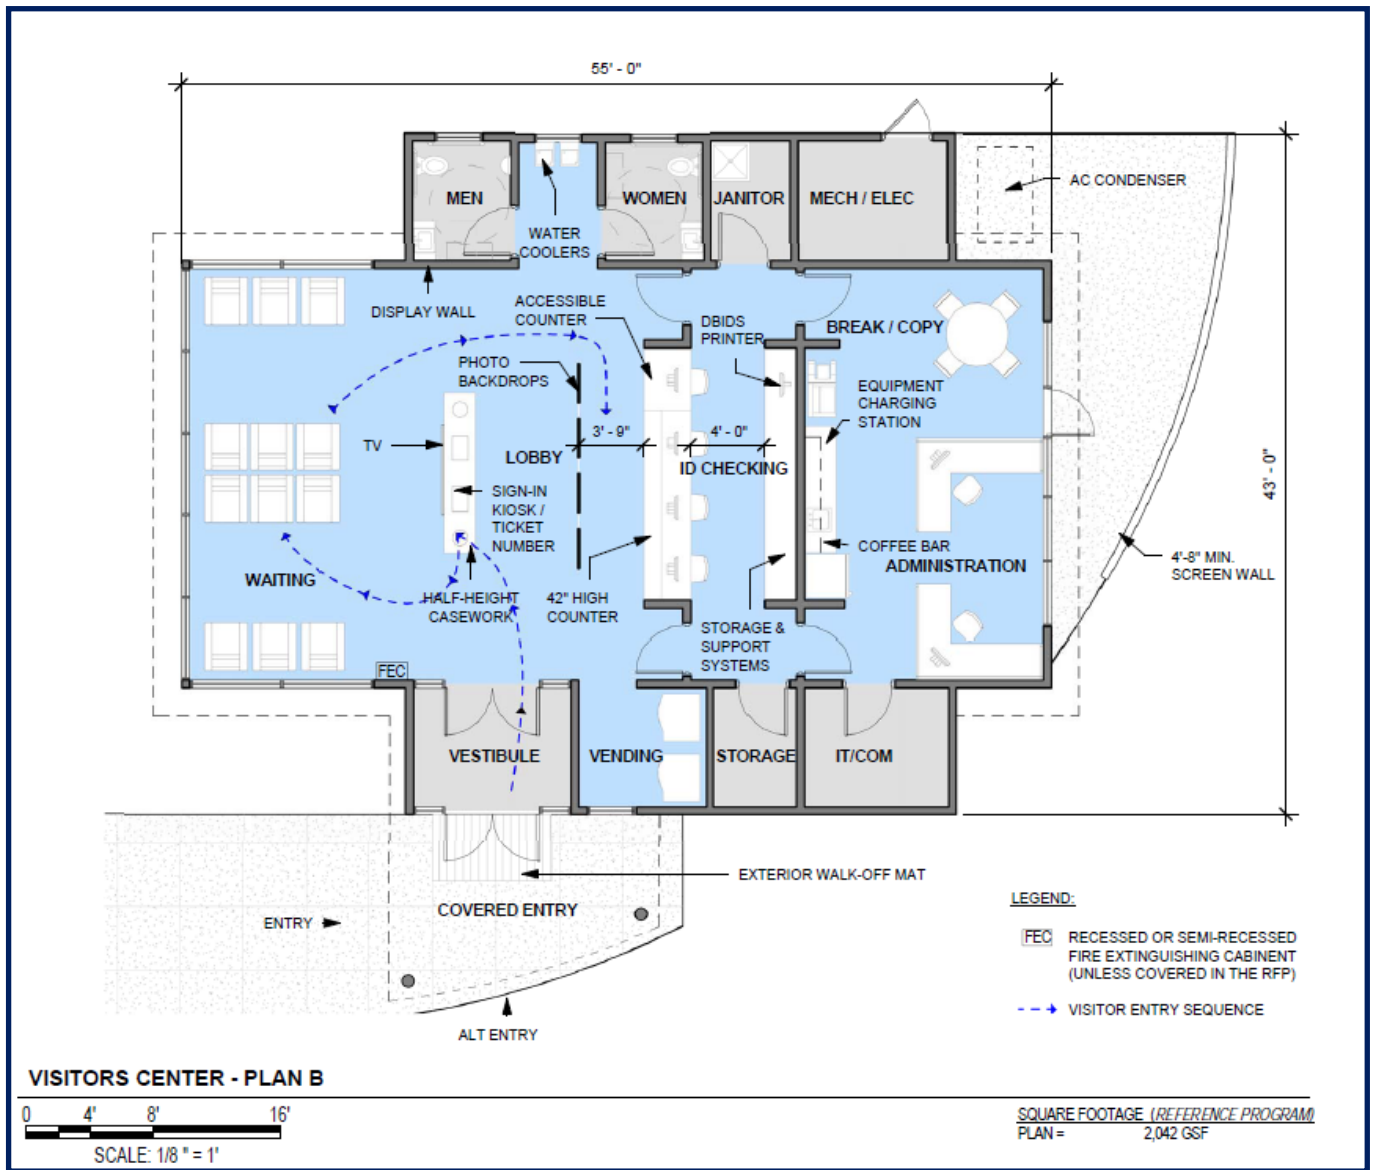 55' - 0"
MEN
WOMEN
JANITOR
MECH / ELEC
AC CONDENSER
WATER
COOLERS
DISPLAY WALL
ACCESSIBLE
COUNTER
DBIDS
PRINTER
BREAK / COPY
PHOTO
BACKDROPS
EQUIPMENT
CHARGING
STATION
TV
LOBBY
3' - 9"
4' - 0"
ID CHECKING
43' - 0"
SIGN-IN
KIOSK /
TICKET
NUMBER
COFFEE BAR
ADMINISTRATION
4'-8" MIN.
SCREEN WALL
WAITING
HALF-HEIGHT
CASEWORK
42" HIGH
COUNTER
STORAGE &
SUPPORT
SYSTEMS
FEC
VESTIBULE
VENDING
STORAGE
IT/COM
EXTERIOR WALK-OFF MAT
COVERED ENTRY
ENTRY
ALT ENTRY
LEGEND:
FEC RECESSED OR SEMI-RECESSED
FIRE EXTINGUISHING CABINENT
(UNLESS COVERED IN THE RFP)
VISITOR ENTRY SEQUENCE
VISITORS CENTER - PLAN B
0 4' 8' 16'
SCALE: 1/8 " = 1'
SQUARE FOOTAGE (REFERENCE PROGRAM)
PLAN = 2,042 GSF